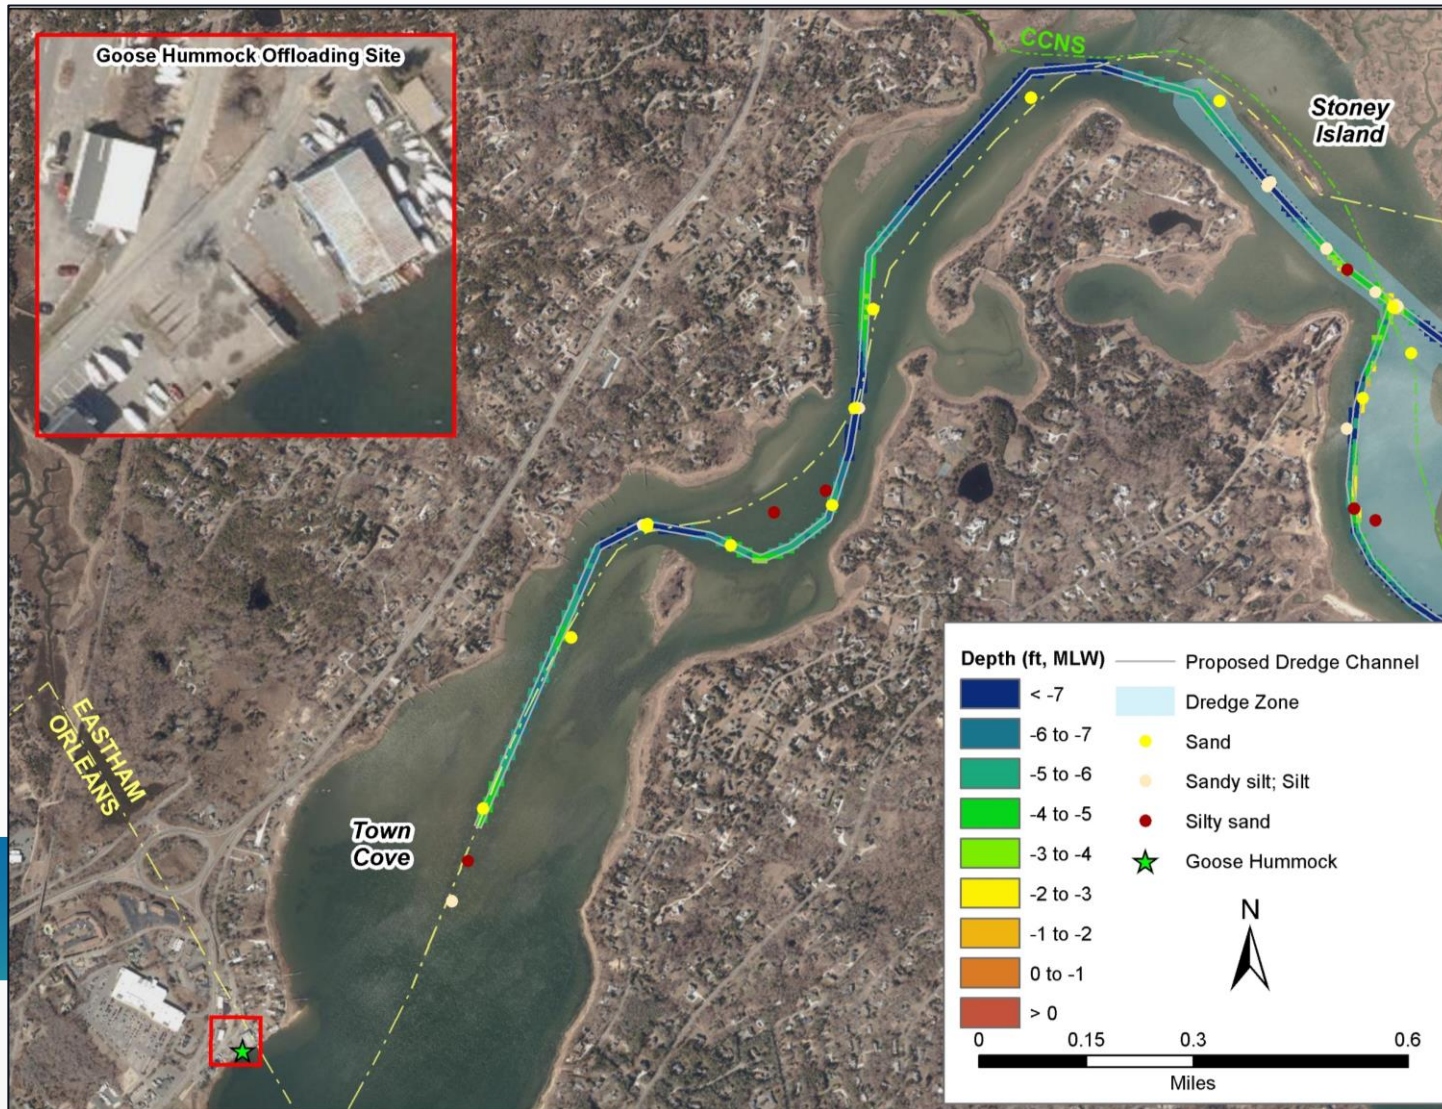 Goose Hummock Offloading Site
CCNS
Stoney
Island
EASTHAM
ORLEANS
Town
Cove
Depth (ft, MLW)
< -7
-6 to -7
-5 to -6
-4 to -5
-3 to -4
-2 to -3
-1 to -2
0 to -1
> 0
Proposed Dredge Channel
Dredge Zone
Sand
Sandy silt; Silt
Silty sand
Goose Hummock
N
0 0.15 0.3 0.6
Miles